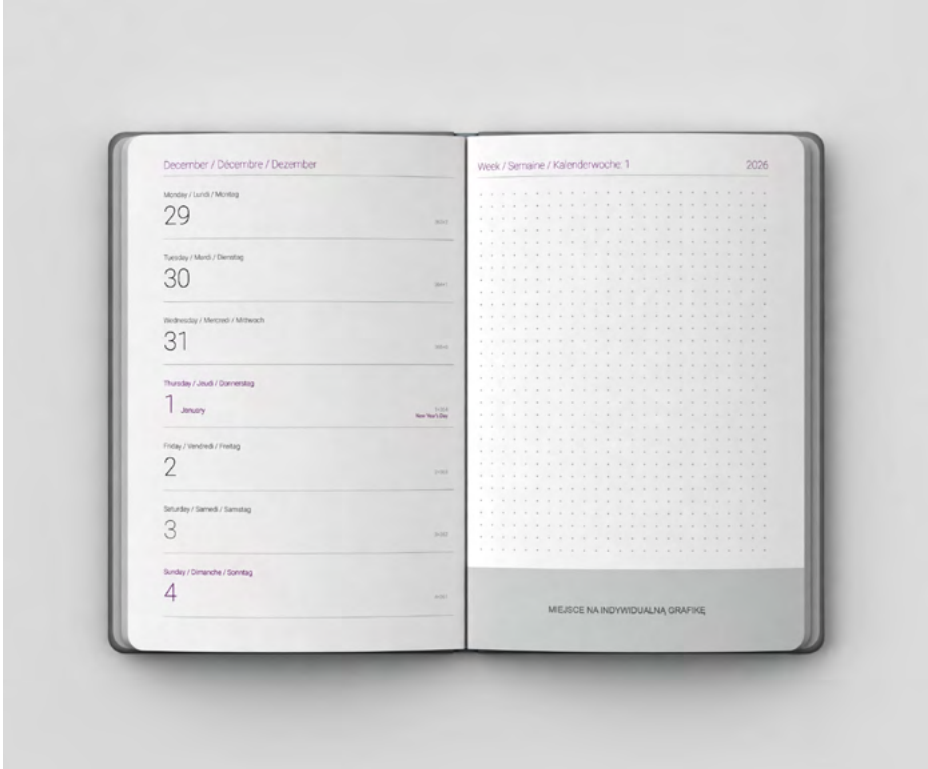 December / Décembre / Dezember
Monday / Lundi / Montag
29
Tuesday / Mardi / Dienstag
30
Wednesday / Mercredi / Mittwoch
31
Thursday / Jeudi / Donnerstag
1 January
New Year's Day
Friday / Vendredi / Freitag
2
Saturday / Samedi / Samstag
3
Sunday / Dimanche / Sonntag
4
Week / Semaine / Kalenderwoche: 1
2026
MIEJSCE NA INDYWIDUALNĄ GRAFIKĘ